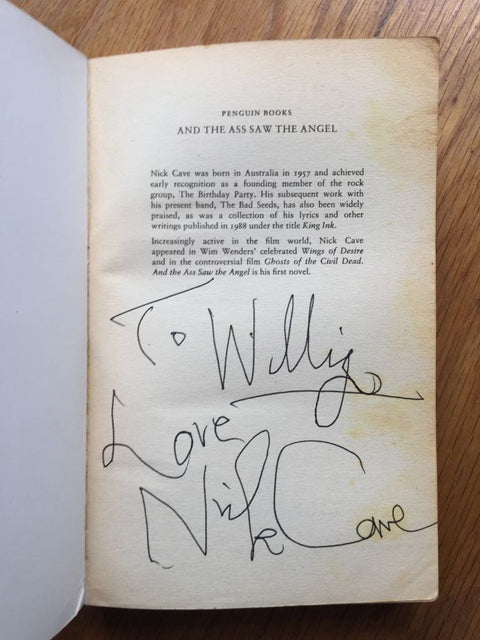 PENGUIN BOOKS
AND THE ASS SAW THE ANGEL
Nick Cave was born in Australia in 1957 and achieved
early recognition as a founding member of the rock
group, The Birthday Party. His subsequent work with
his present band, The Bad Seeds, has also been widely
praised, as was a collection of his lyrics and other
writings published in 1988 under the title King Ink.
Increasingly active in the film world, Nick Cave
appeared in Wim Wenders' celebrated Wings of Desire
and in the controversial film Ghosts of the Civil Dead.
And the Ass Saw the Angel is his first novel.
To
Love
Nick Cave